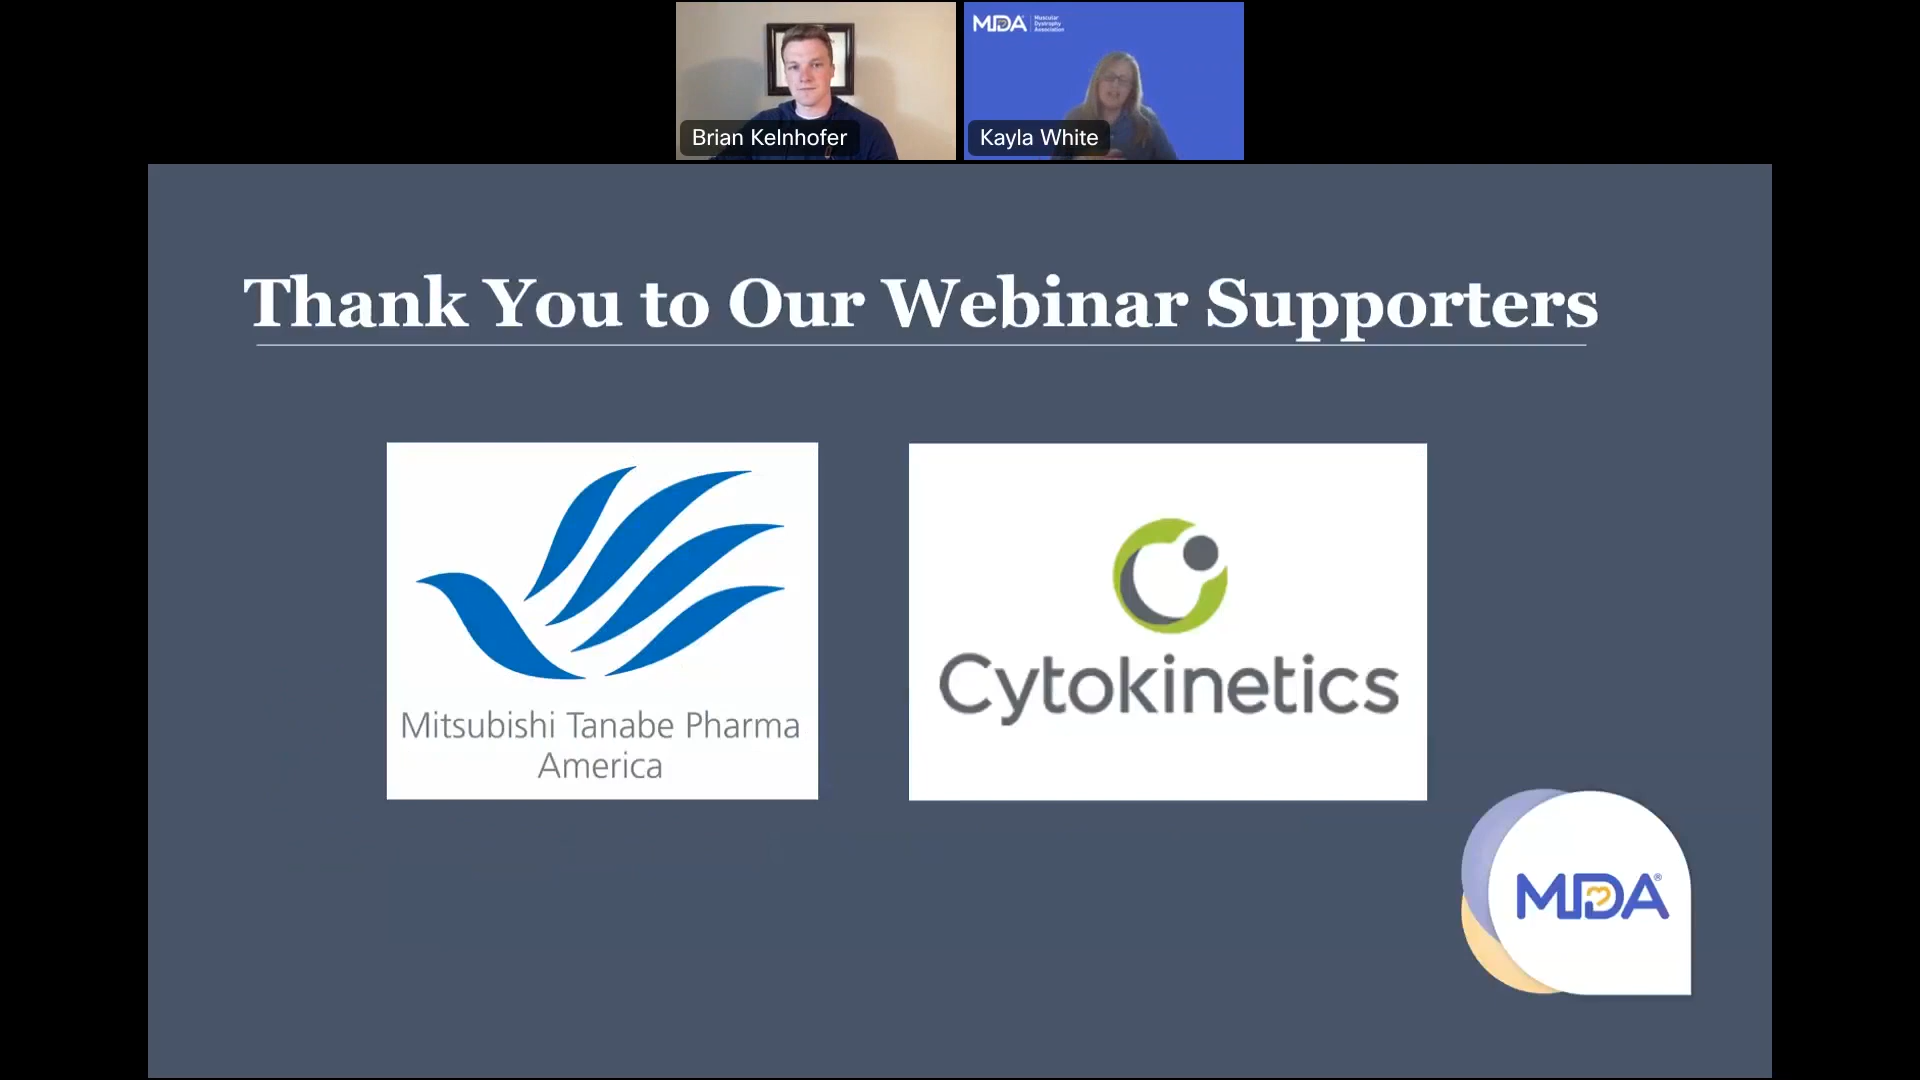 MDA
Muscular
Dystrophy
Association
Brian Kelnhofer
Kayla White
Thank You to Our Webinar Supporters
Mitsubishi Tanabe Pharma
America
Cytokinetics
MDA®